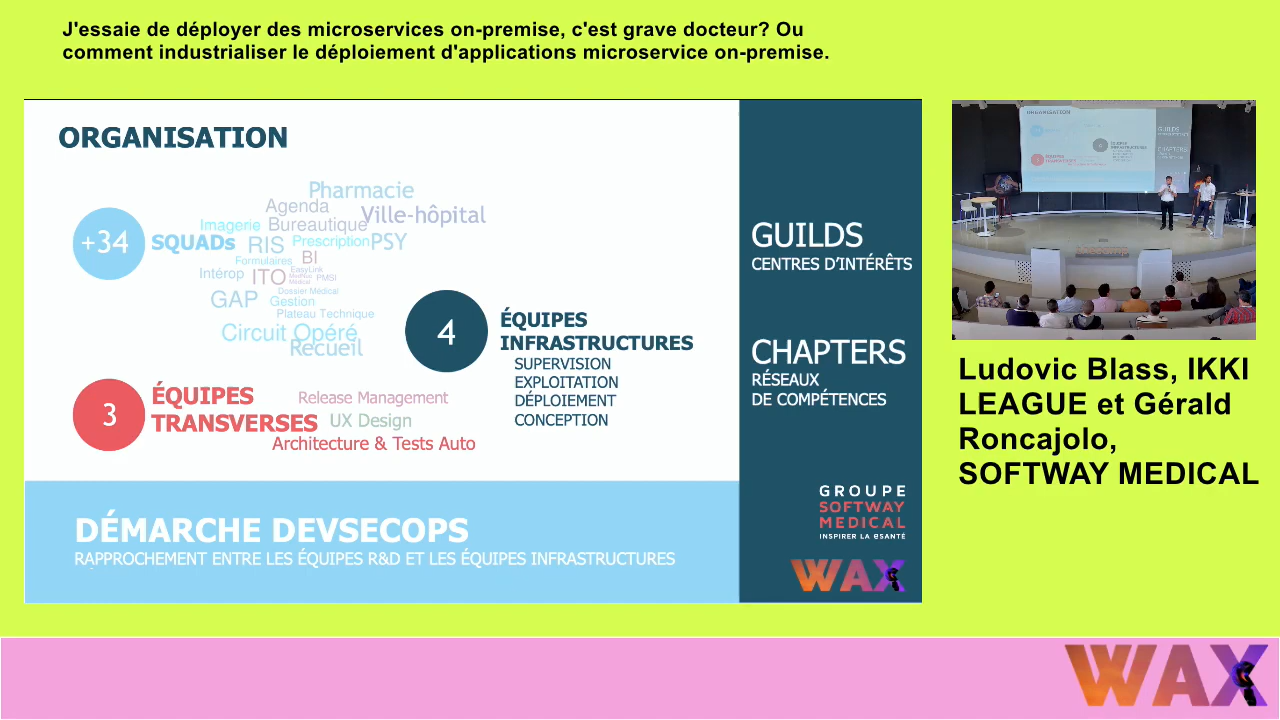 J'essaie de déployer des microservices on-premise, c'est grave docteur? Ou
comment industrialiser le déploiement d'applications microservice on-premise.
ORGANISATION
+34
SQUADs
Pharmacie
Agenda
Ville-hôpital
Imagerie
Bureautique
RIS
Prescription
PSY
Formulaires
BI
Intérop
ITO
EasyLink
PMSI
Dossier Médical
GAP
Gestion
Plateau Technique
Circuit Opéré
Recueil
4
ÉQUIPES
INFRASTRUCTURES
SUPERVISION
EXPLOITATION
DÉPLOIEMENT
CONCEPTION
3
ÉQUIPES
TRANSVERSES
Release Management
UX Design
Architecture & Tests Auto
DÉMARCHE DEVSECOPS
RAPPROCHEMENT ENTRE LES ÉQUIPES R&D ET LES ÉQUIPES INFRASTRUCTURES
GUILDS
CENTRES D'INTÉRÊTS
CHAPTERS
RÉSEAUX
DE COMPÉTENCES
GROUPE
SOFTWAY
MEDICAL
INSPIRER LA eSANTÉ
WAX
ORGANISATION
GUILDS
CHAPTERS
Ludovic Blass, IKKI
LEAGUE et Gérald
Roncajolo,
SOFTWAY MEDICAL
WAX